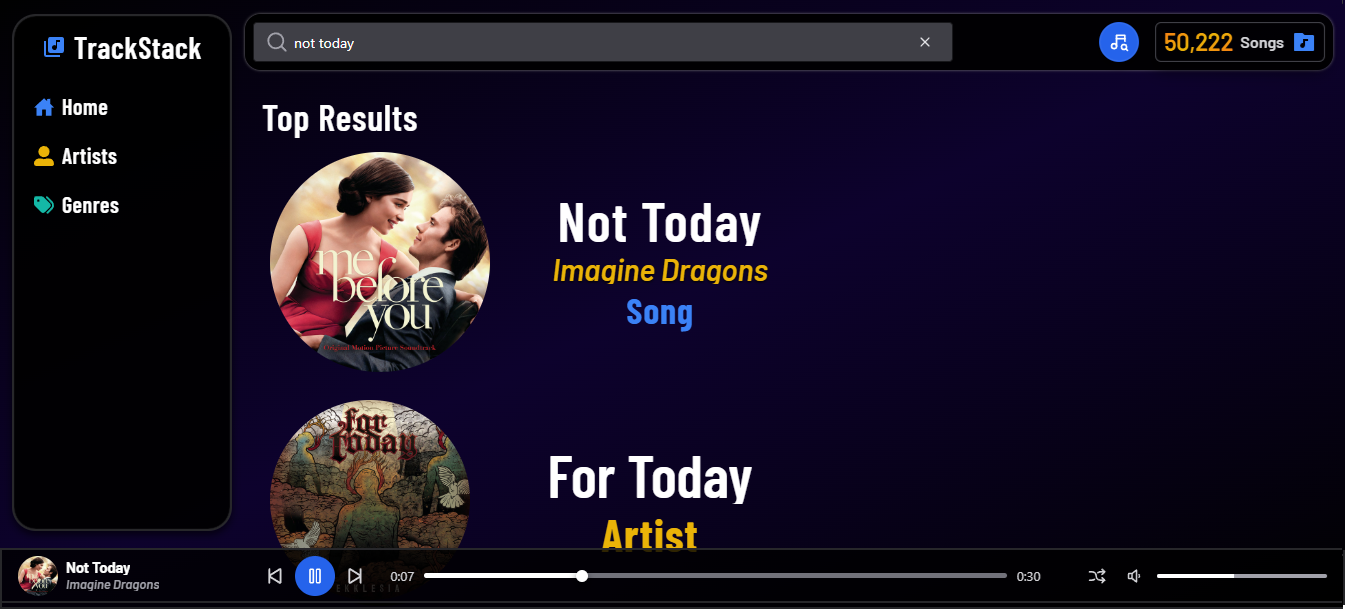 TrackStack
Home
Artists
Genres
not today
50,222 Songs
Top Results
me
before
you
Original Motion Picture Soundtrack
Not Today
Imagine Dragons
Song
for
today
For Today
Artist
Not Today
Imagine Dragons
0:07
0:30